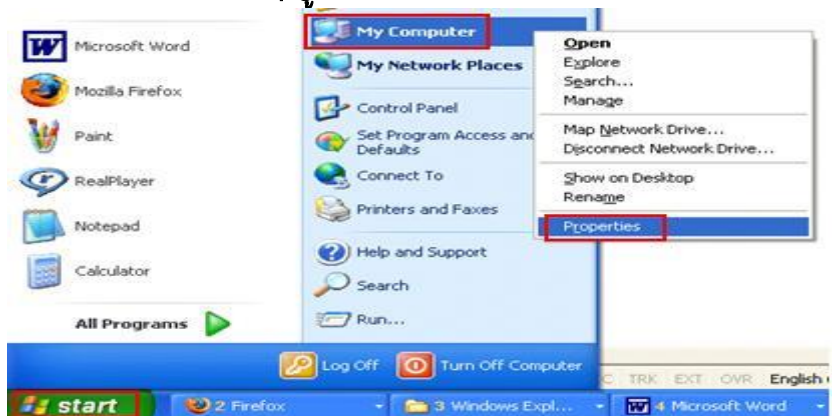 Microsoft Word
Mozilla Firefox
Paint
RealPlayer
Notepad
Calculator
All Programs
My Computer
My Network Places
Control Panel
Set Program Access and
Defaults
Connect To
Printers and Faxes
Help and Support
Search
Run...
Open
Explore
Search...
Manage
Map Network Drive...
Disconnect Network Drive...
Show on Desktop
Rename
Properties
Log Off
Turn Off Computer
TRK EXT OVR English
start
2 Firefox
3 Windows Expl...
4 Microsoft Word